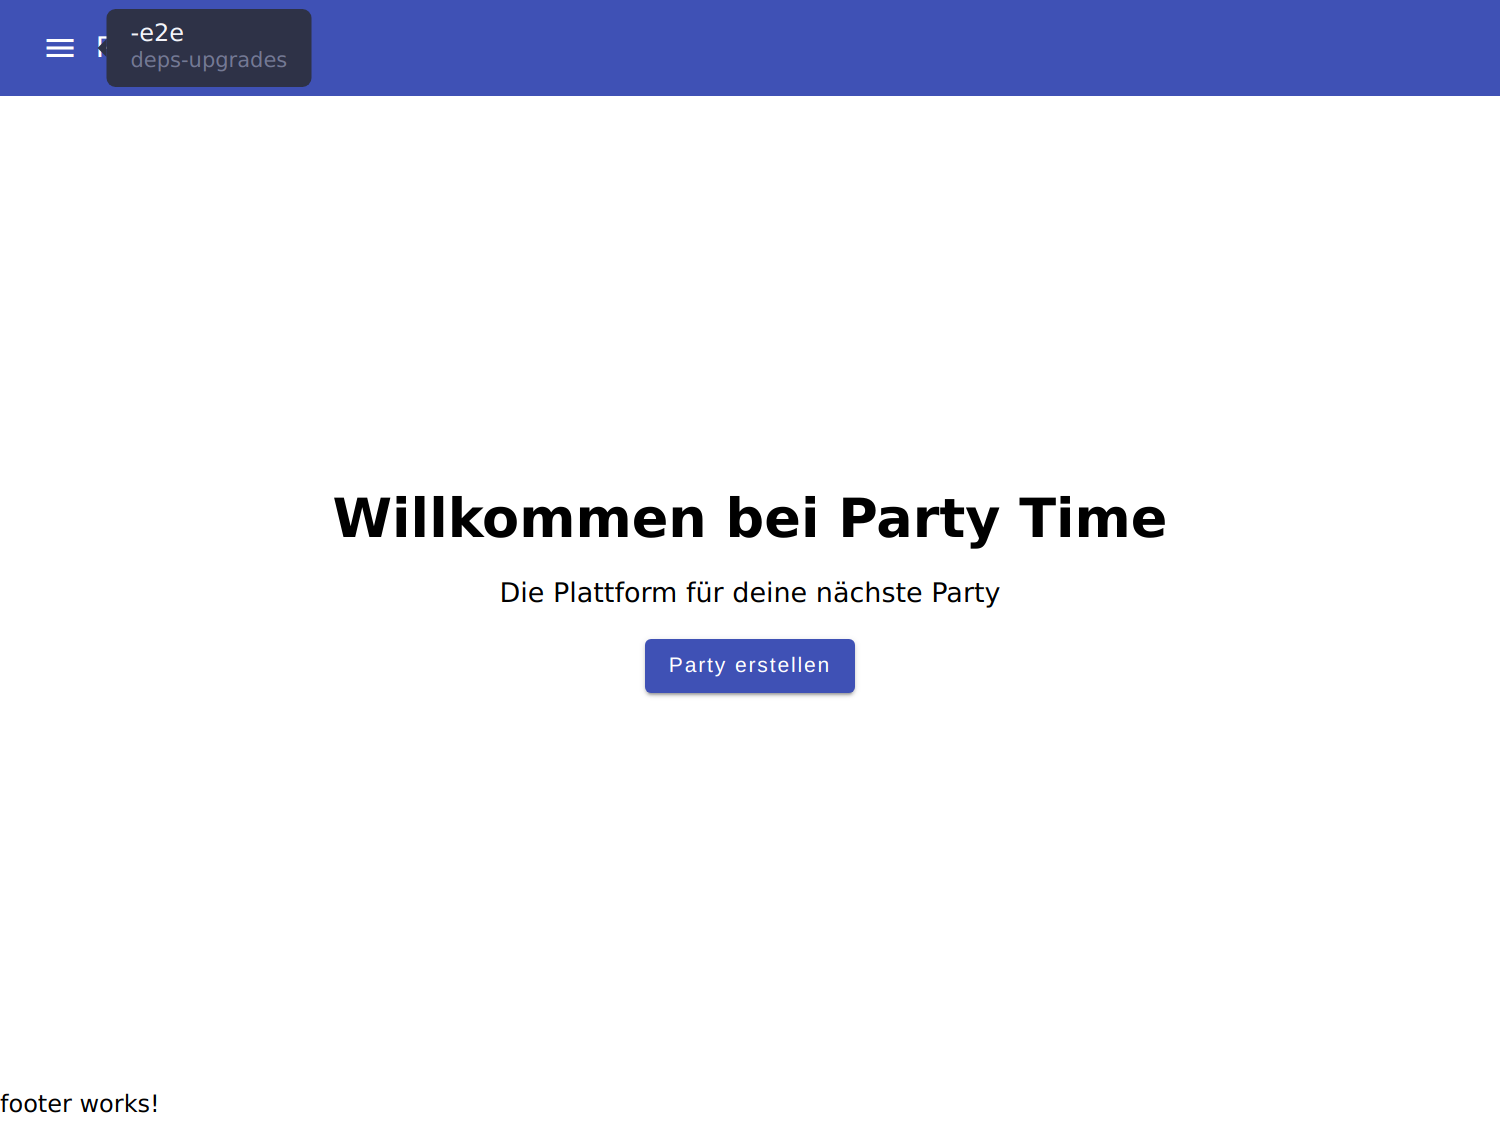 -e2e
deps-upgrades
Willkommen bei Party Time
Die Plattform für deine nächste Party
Party erstellen
footer works!